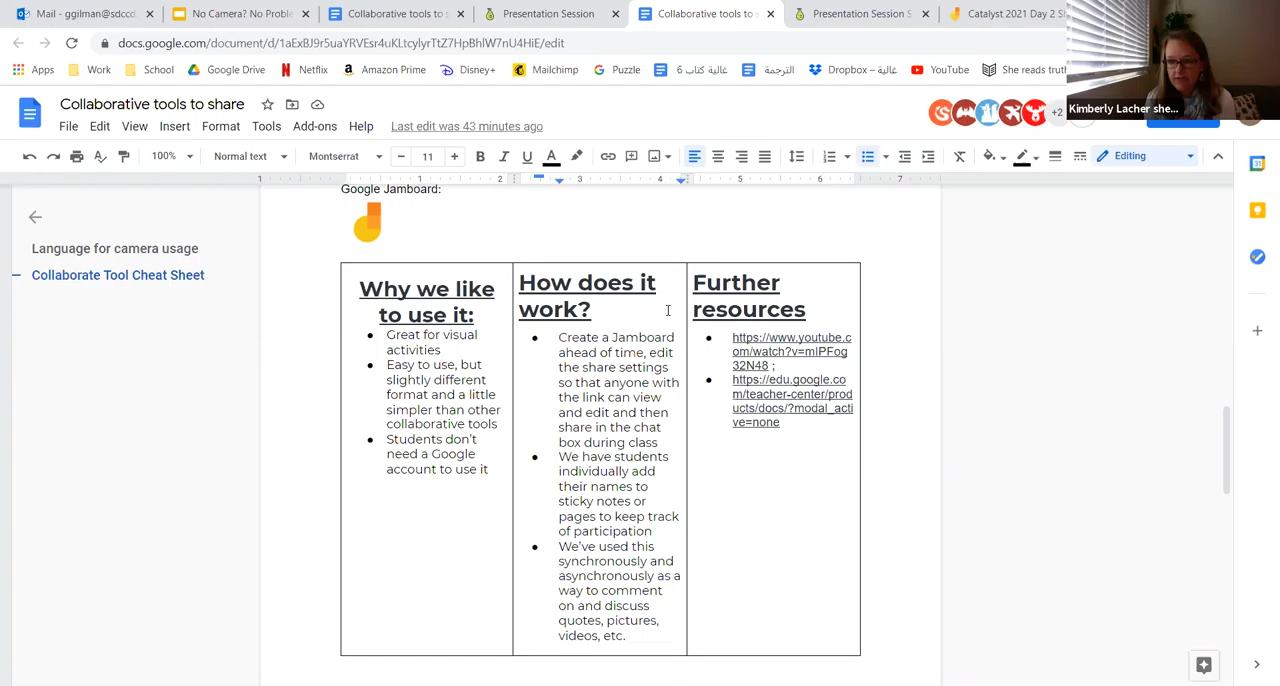 Mail - ggilman@sdccd.
No Camera? No Proble
Collaborative tools to s
Presentation Session
Collaborative tools to s
Presentation Session S
Catalyst 2021 Day 2 S
docs.google.com/document/d/1aExBJ9r5uaYRVEsr4uKLtcylyrTtZ7HpBhlW7nU4HiE/edit
Apps
Work
School
Google Drive
Netflix
Amazon Prime
Disney+
Mailchimp
Puzzle
غالية كتاب 6
الترجمة
Dropbox - غالية
YouTube
She reads truth
Kimberly Lacher she...
Collaborative tools to share
+2
File Edit View Insert Format Tools Add-ons Help Last edit was 43 minutes ago
100% Normal text Montserrat 11 B I U A Editing
1 1 2 3 4 5 6 7
Google Jamboard:
Language for camera usage
Collaborate Tool Cheat Sheet
Why we like
to use it:
• Great for visual
activities
• Easy to use, but
slightly different
format and a little
simpler than other
collaborative tools
• Students don't
need a Google
account to use it
How does it
work?
• Create a Jamboard
ahead of time, edit
the share settings
so that anyone with
the link can view
and edit and then
share in the chat
box during class
• We have students
individually add
their names to
sticky notes or
pages to keep track
of participation
• We've used this
synchronously and
asynchronously as a
way to comment
on and discuss
quotes, pictures,
videos, etc.
Further
resources
• https://www.youtube.c
om/watch?v=mIPFog
32N48 ;
• https://edu.google.co
m/teacher-center/prod
ucts/docs/?modal_acti
ve=none